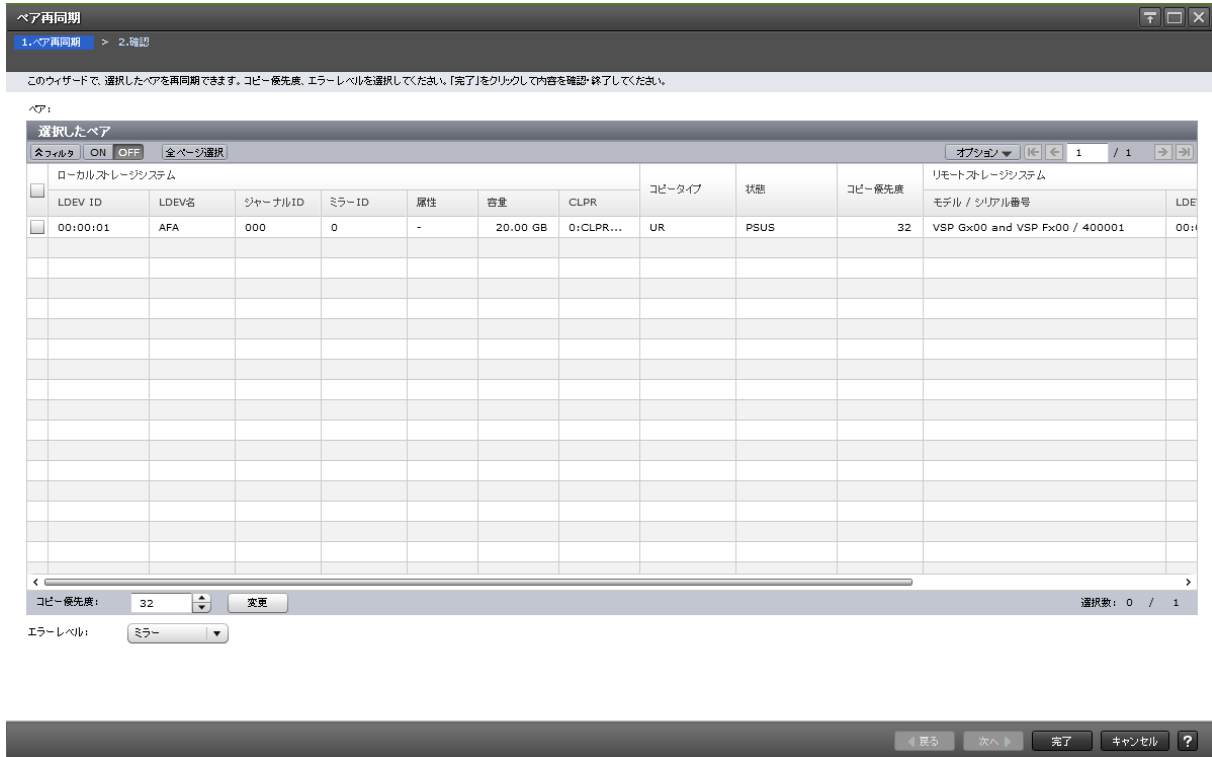 ペア再同期
1.ペア再同期 > 2.確認
このウィザードで、選択したペアを再同期できます。コピー優先度、エラーレベルを選択してください。「完了」をクリックして内容を確認・終了してください。
ペア:
選択したペア
フィルタ ON OFF 全ページ選択 オプション 1 / 1
ローカルストレージシステム コピータイプ 状態 コピー優先度 リモートストレージシステム
LDEV ID LDEV名 ジャーナルID ミラーID 属性 容量 CLPR モデル / シリアル番号 LDE
00:00:01 AFA 000 0 - 20.00 GB 0:CLPR... UR PSUS 32 VSP Gx00 and VSP Fx00 / 400001 00:
コピー優先度: 32 変更 選択数: 0 / 1
エラーレベル: ミラー
戻る 次へ 完了 キャンセル ?